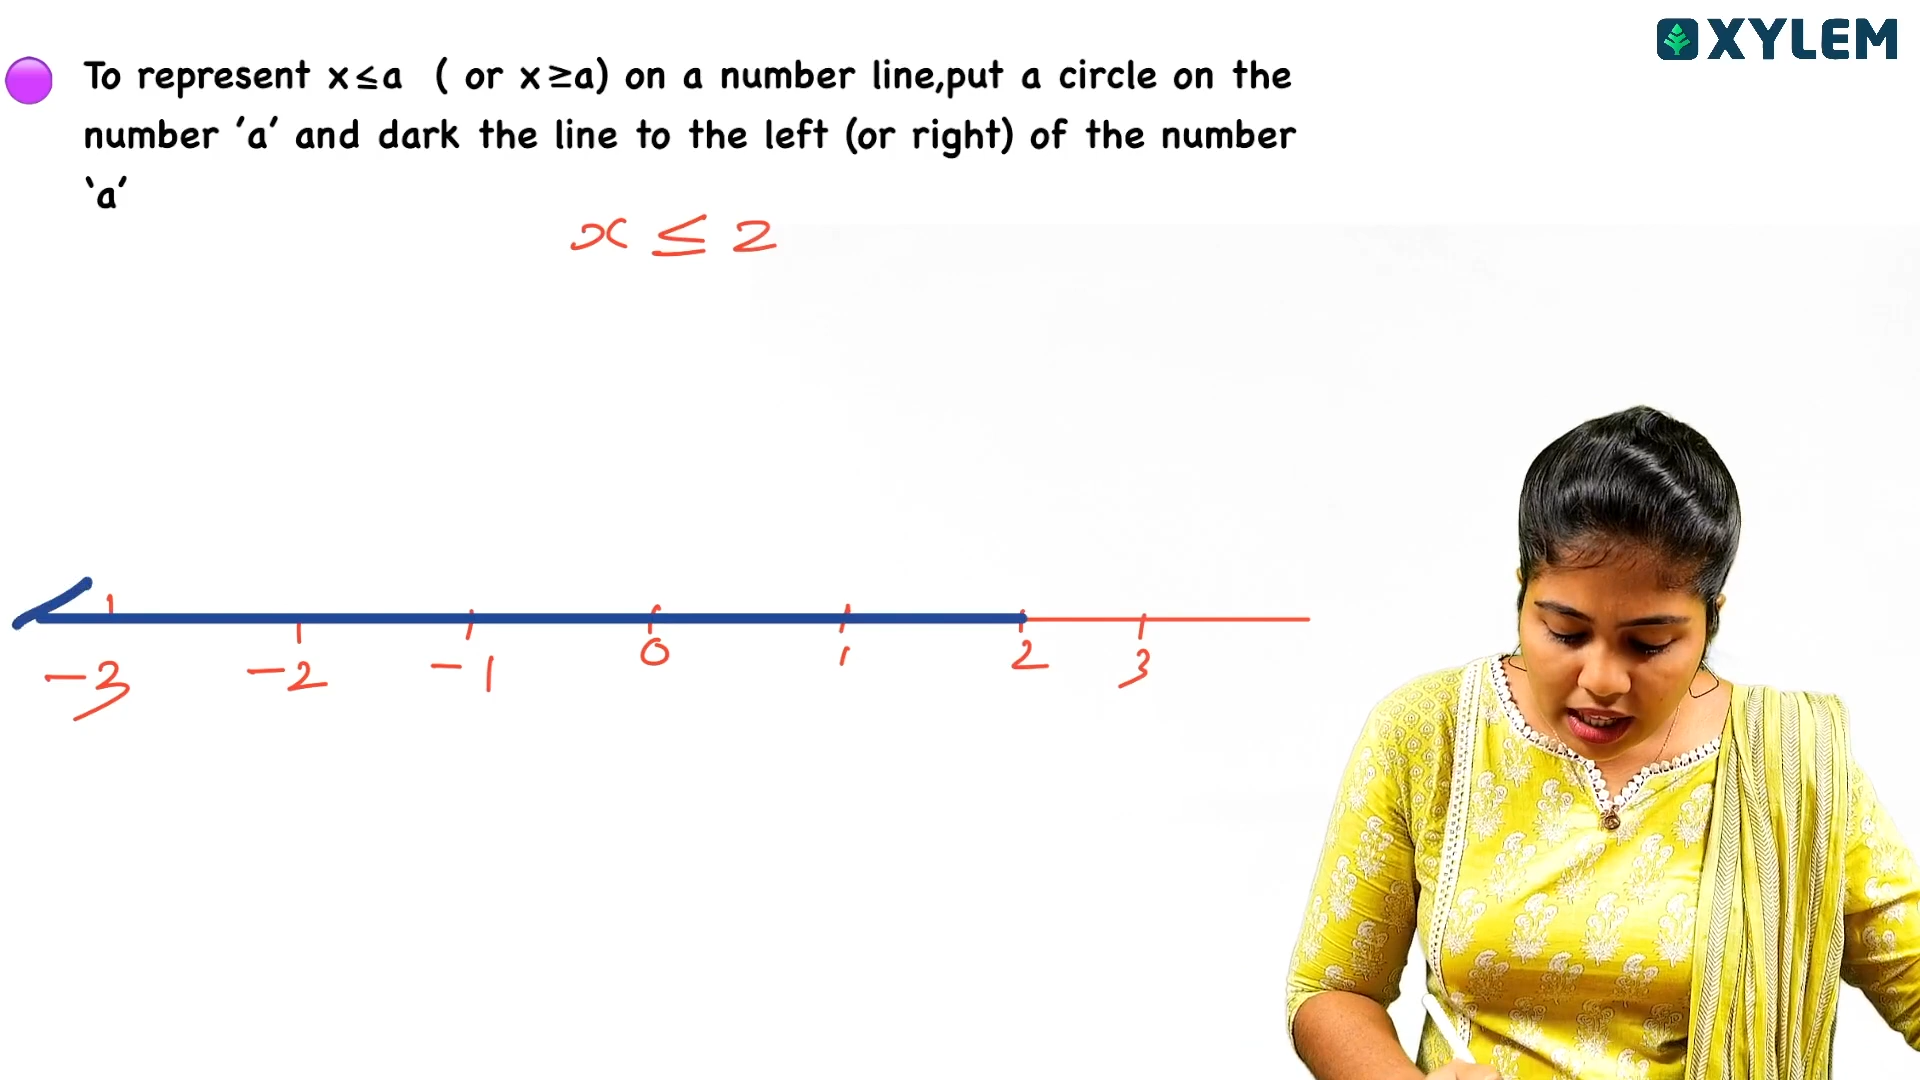 XYLEM
To represent x≤a ( or x≥a) on a number line,put a circle on the
number ‘a’ and dark the line to the left (or right) of the number
‘a’
x ≤ 2
-3 -2 -1 0 1 2 3